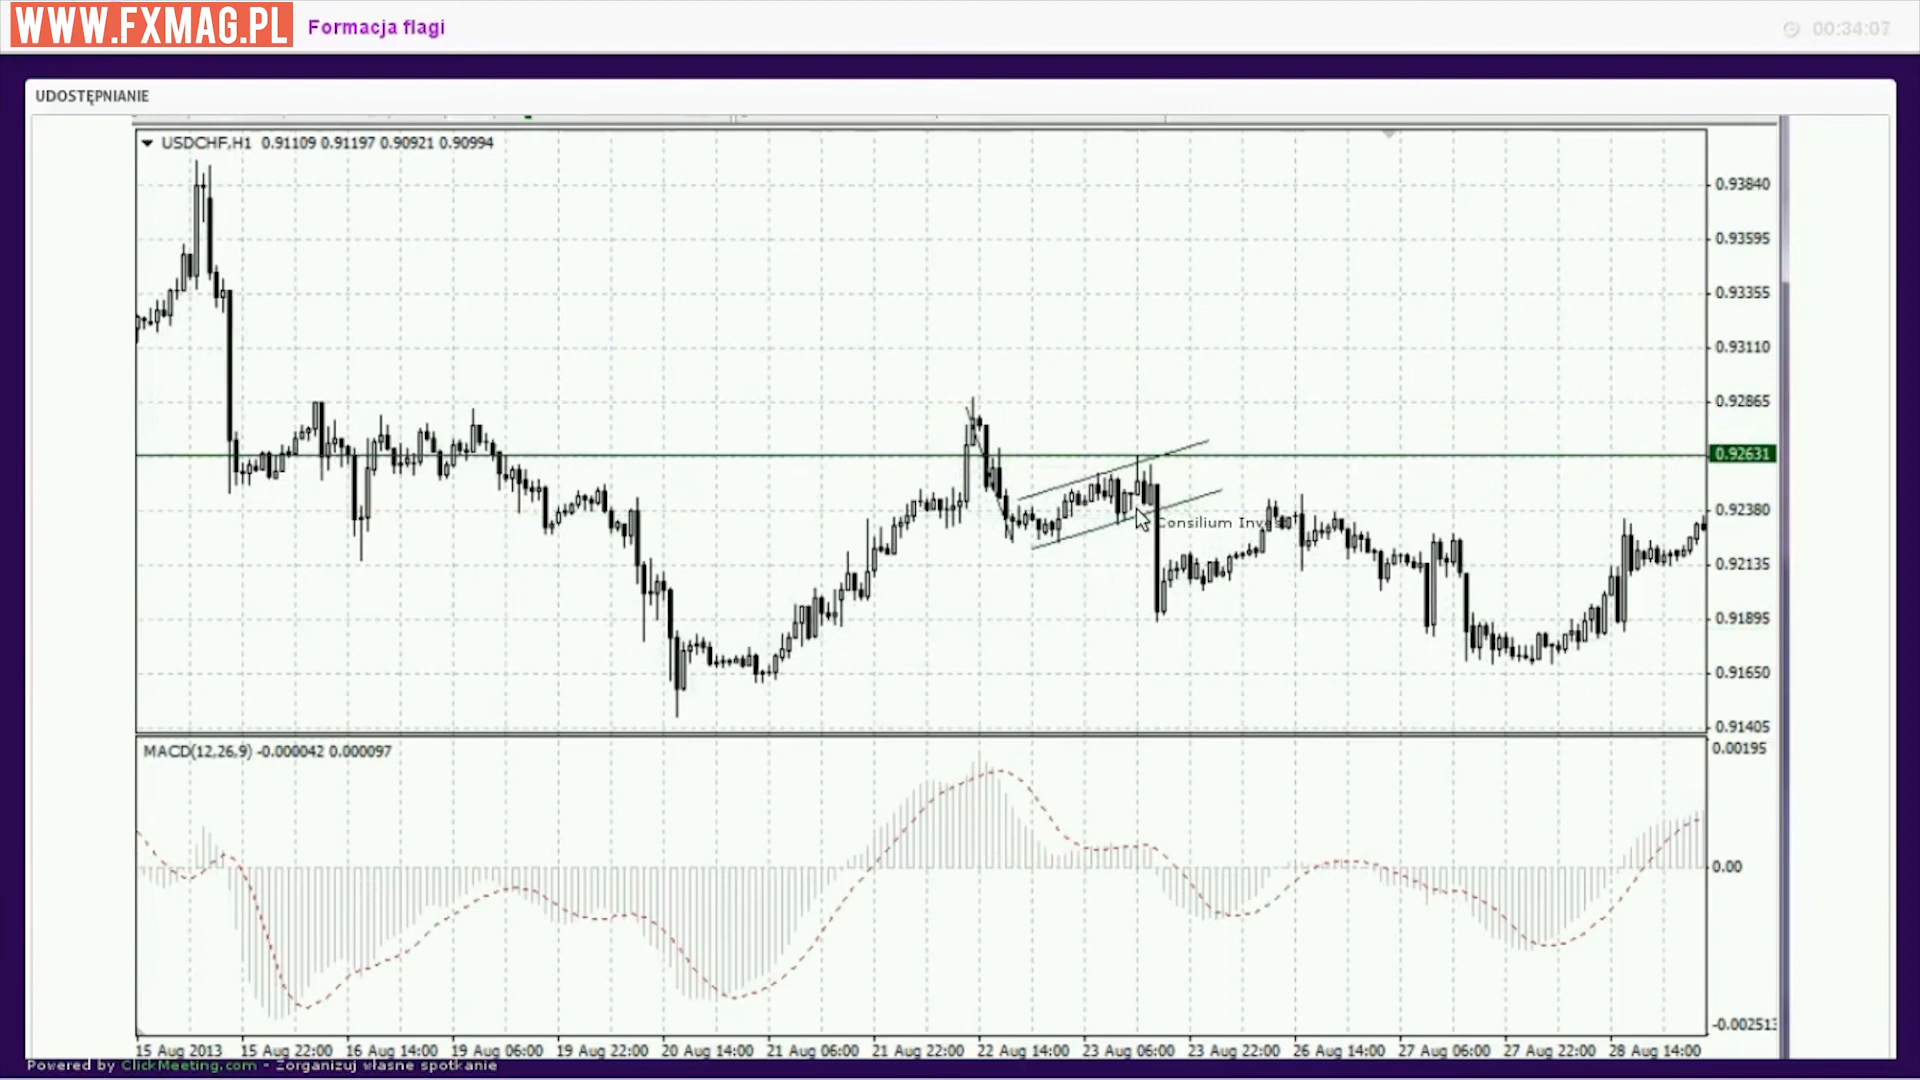 WWW.FXMAG.PL Formacja flagi 00:34:07
UDOSTĘPNIANIE
USDCHF,H1 0.91109 0.91197 0.90921 0.90994
0.93840
0.93595
0.93355
0.93110
0.92865
0.92631
0.92380
Consilium Invest
0.92135
0.91895
0.91650
0.91405
MACD(12,26,9) -0.000042 0.000097
0.00195
0.00
-0.002513
15 Aug 2013 15 Aug 22:00 16 Aug 14:00 19 Aug 06:00 19 Aug 22:00 20 Aug 14:00 21 Aug 06:00 21 Aug 22:00 22 Aug 14:00 23 Aug 06:00 23 Aug 22:00 26 Aug 14:00 27 Aug 06:00 27 Aug 22:00 28 Aug 14:00
Powered by ClickMeeting.com - Zorganizuj własne spotkanie